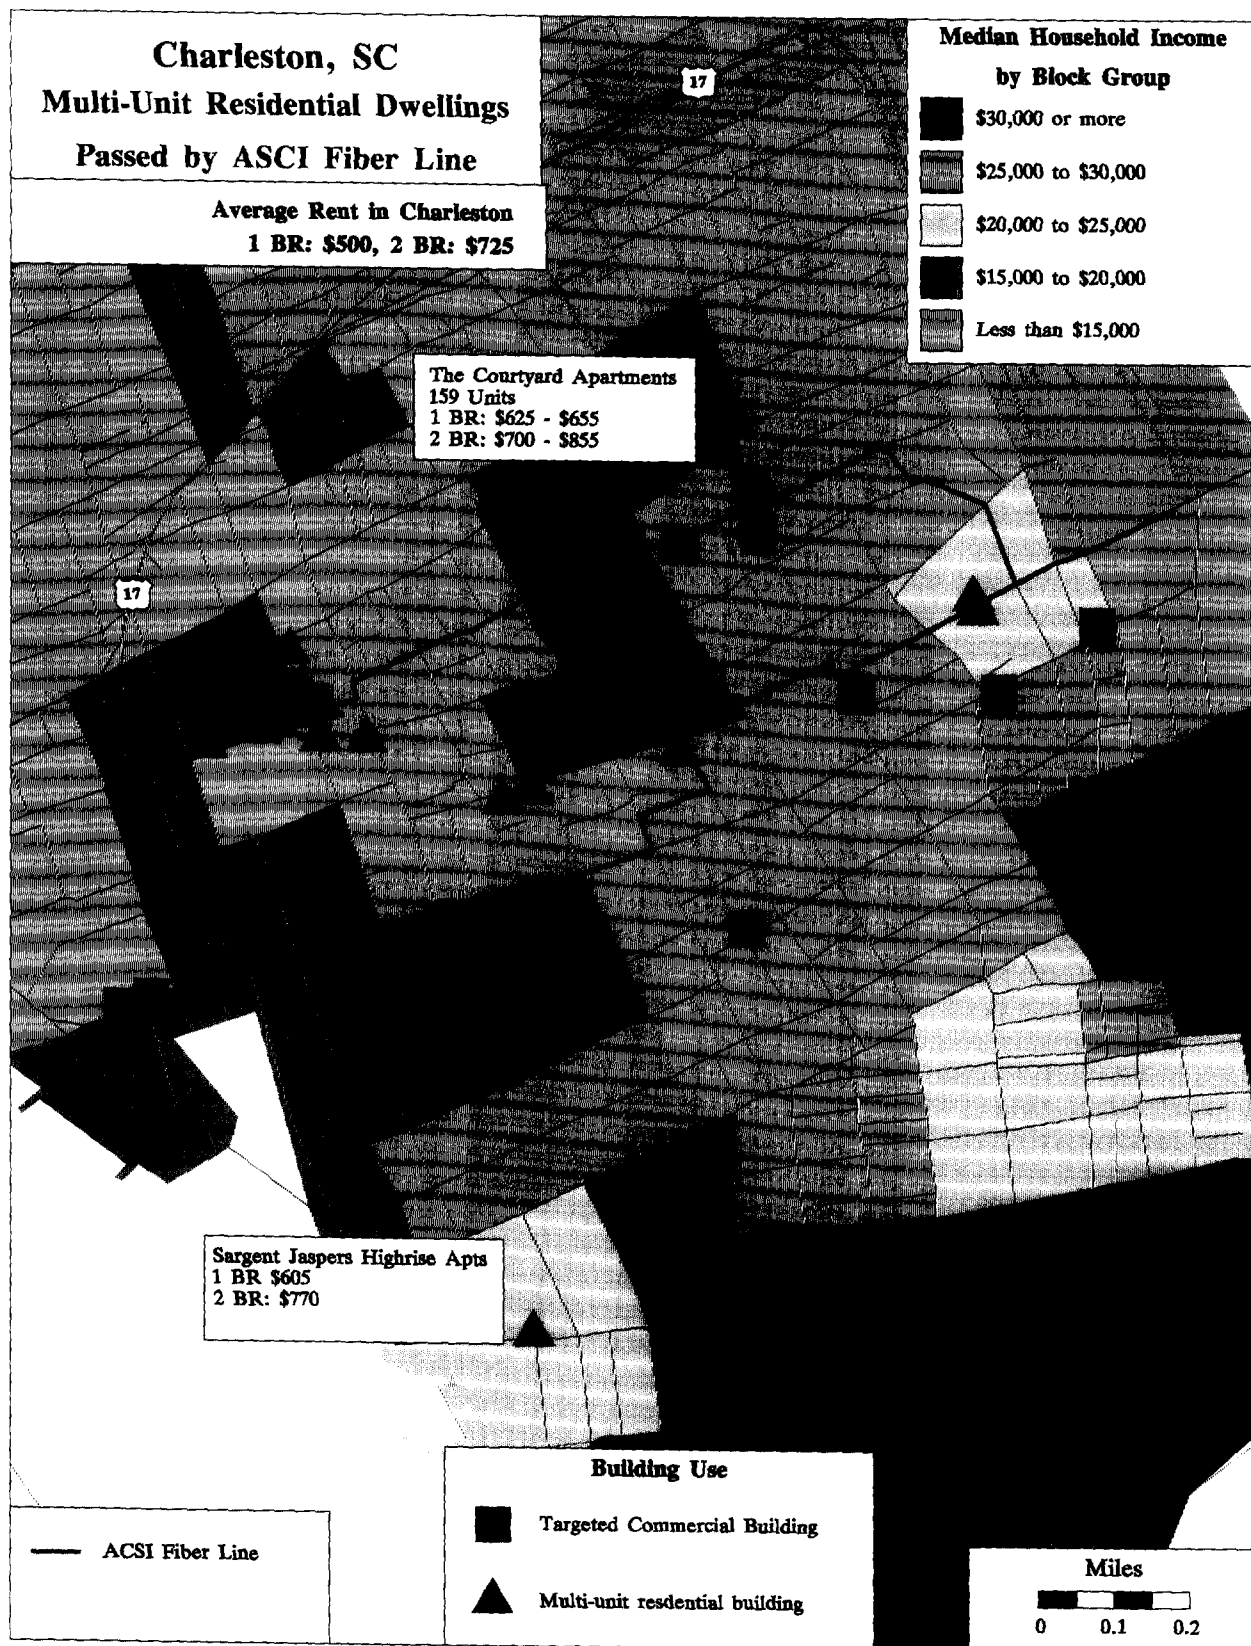 Charleston, SC
Multi-Unit Residential Dwellings
Passed by ASCI Fiber Line
Average Rent in Charleston
1 BR: $500, 2 BR: $725
17
Median Household Income
by Block Group
$30,000 or more
$25,000 to $30,000
$20,000 to $25,000
$15,000 to $20,000
Less than $15,000
The Courtyard Apartments
159 Units
1 BR: $625 - $655
2 BR: $700 - $855
17
Sargent Jaspers Highrise Apts
1 BR $605
2 BR: $770
Building Use
Targeted Commercial Building
Multi-unit resdential building
ACSI Fiber Line
Miles
0 0.1 0.2